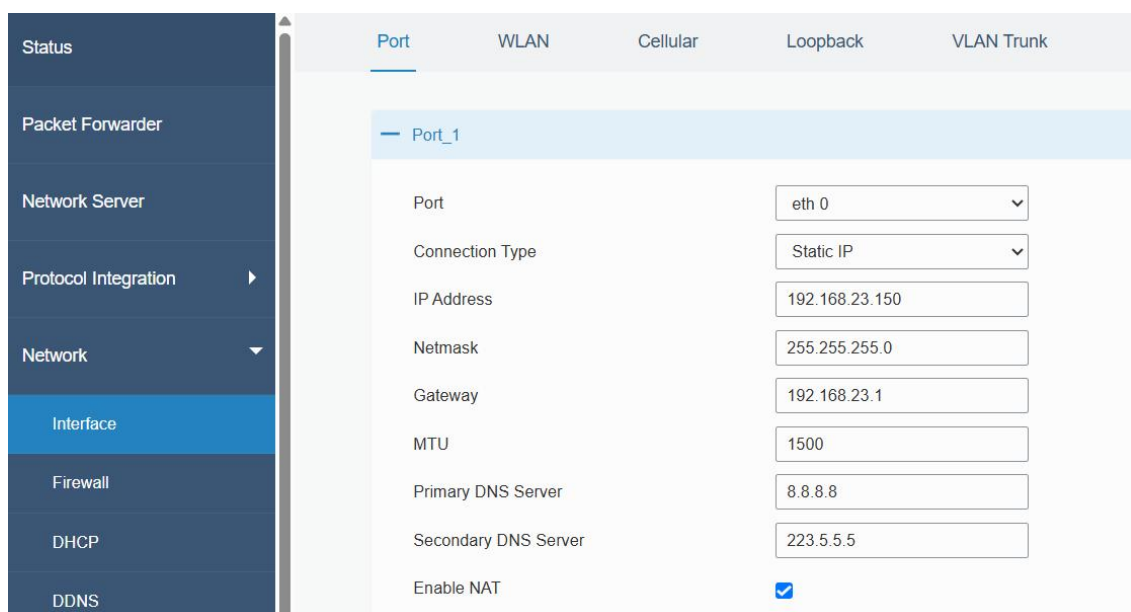 Status
Packet Forwarder
Network Server
Protocol Integration
Network
Interface
Firewall
DHCP
DDNS
Port WLAN Cellular Loopback VLAN Trunk
Port_1
Port eth 0
Connection Type Static IP
IP Address 192.168.23.150
Netmask 255.255.255.0
Gateway 192.168.23.1
MTU 1500
Primary DNS Server 8.8.8.8
Secondary DNS Server 223.5.5.5
Enable NAT